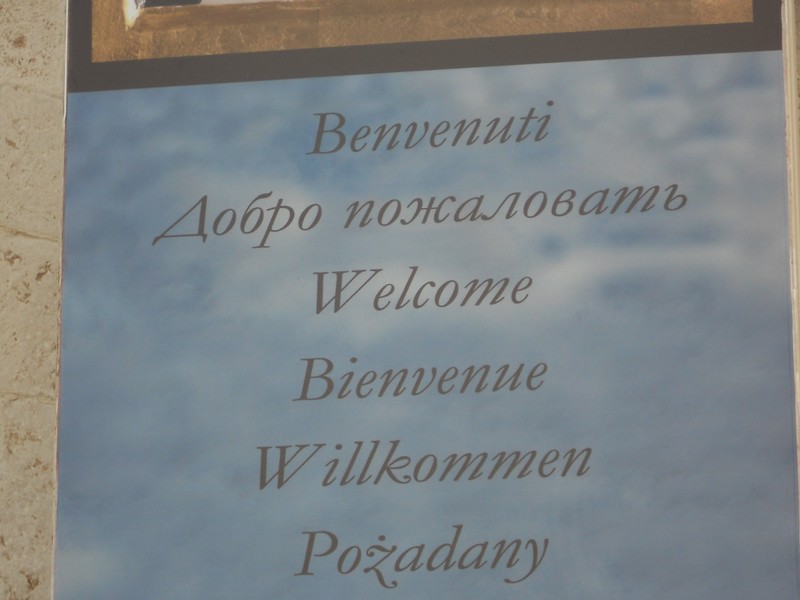 Benvenuti
Добро пожаловать
Welcome
Bienvenue
Willkommen
Pożadany